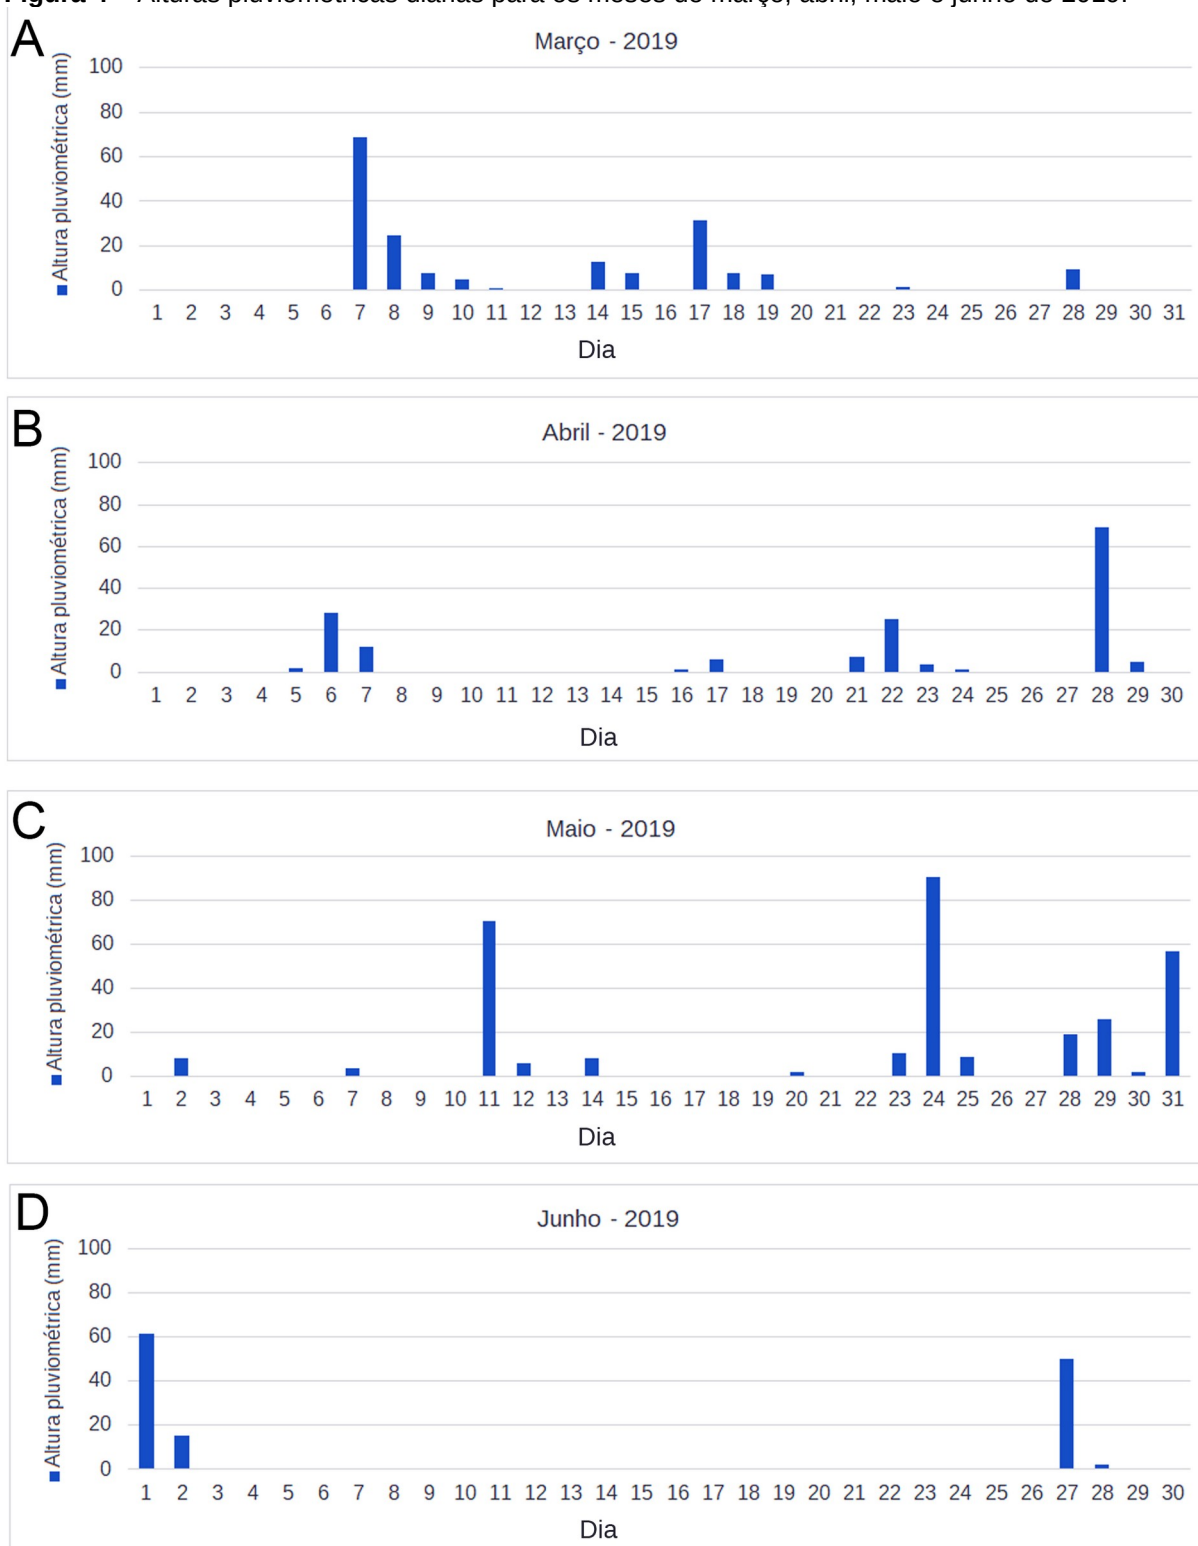 A
Março - 2019
Altura pluviométrica (mm)
100
80
60
40
20
0
1 2 3 4 5 6 7 8 9 10 11 12 13 14 15 16 17 18 19 20 21 22 23 24 25 26 27 28 29 30 31
Dia
B
Abril - 2019
Altura pluviométrica (mm)
100
80
60
40
20
0
1 2 3 4 5 6 7 8 9 10 11 12 13 14 15 16 17 18 19 20 21 22 23 24 25 26 27 28 29 30
Dia
C
Maio - 2019
Altura pluviométrica (mm)
100
80
60
40
20
0
1 2 3 4 5 6 7 8 9 10 11 12 13 14 15 16 17 18 19 20 21 22 23 24 25 26 27 28 29 30 31
Dia
D
Junho - 2019
Altura pluviométrica (mm)
100
80
60
40
20
0
1 2 3 4 5 6 7 8 9 10 11 12 13 14 15 16 17 18 19 20 21 22 23 24 25 26 27 28 29 30
Dia